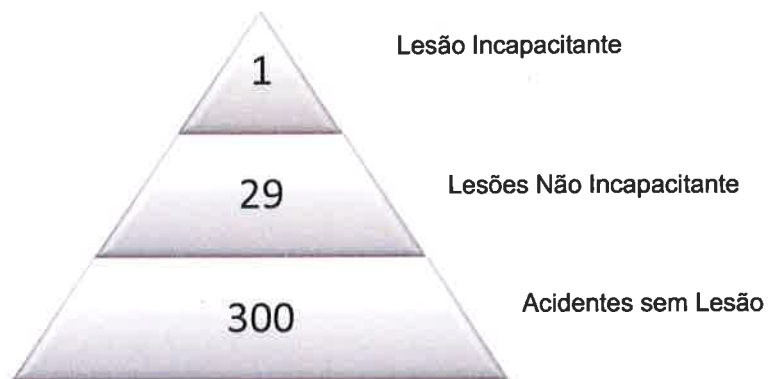 1
Lesão Incapacitante
29
Lesões Não Incapacitante
300
Acidentes sem Lesão